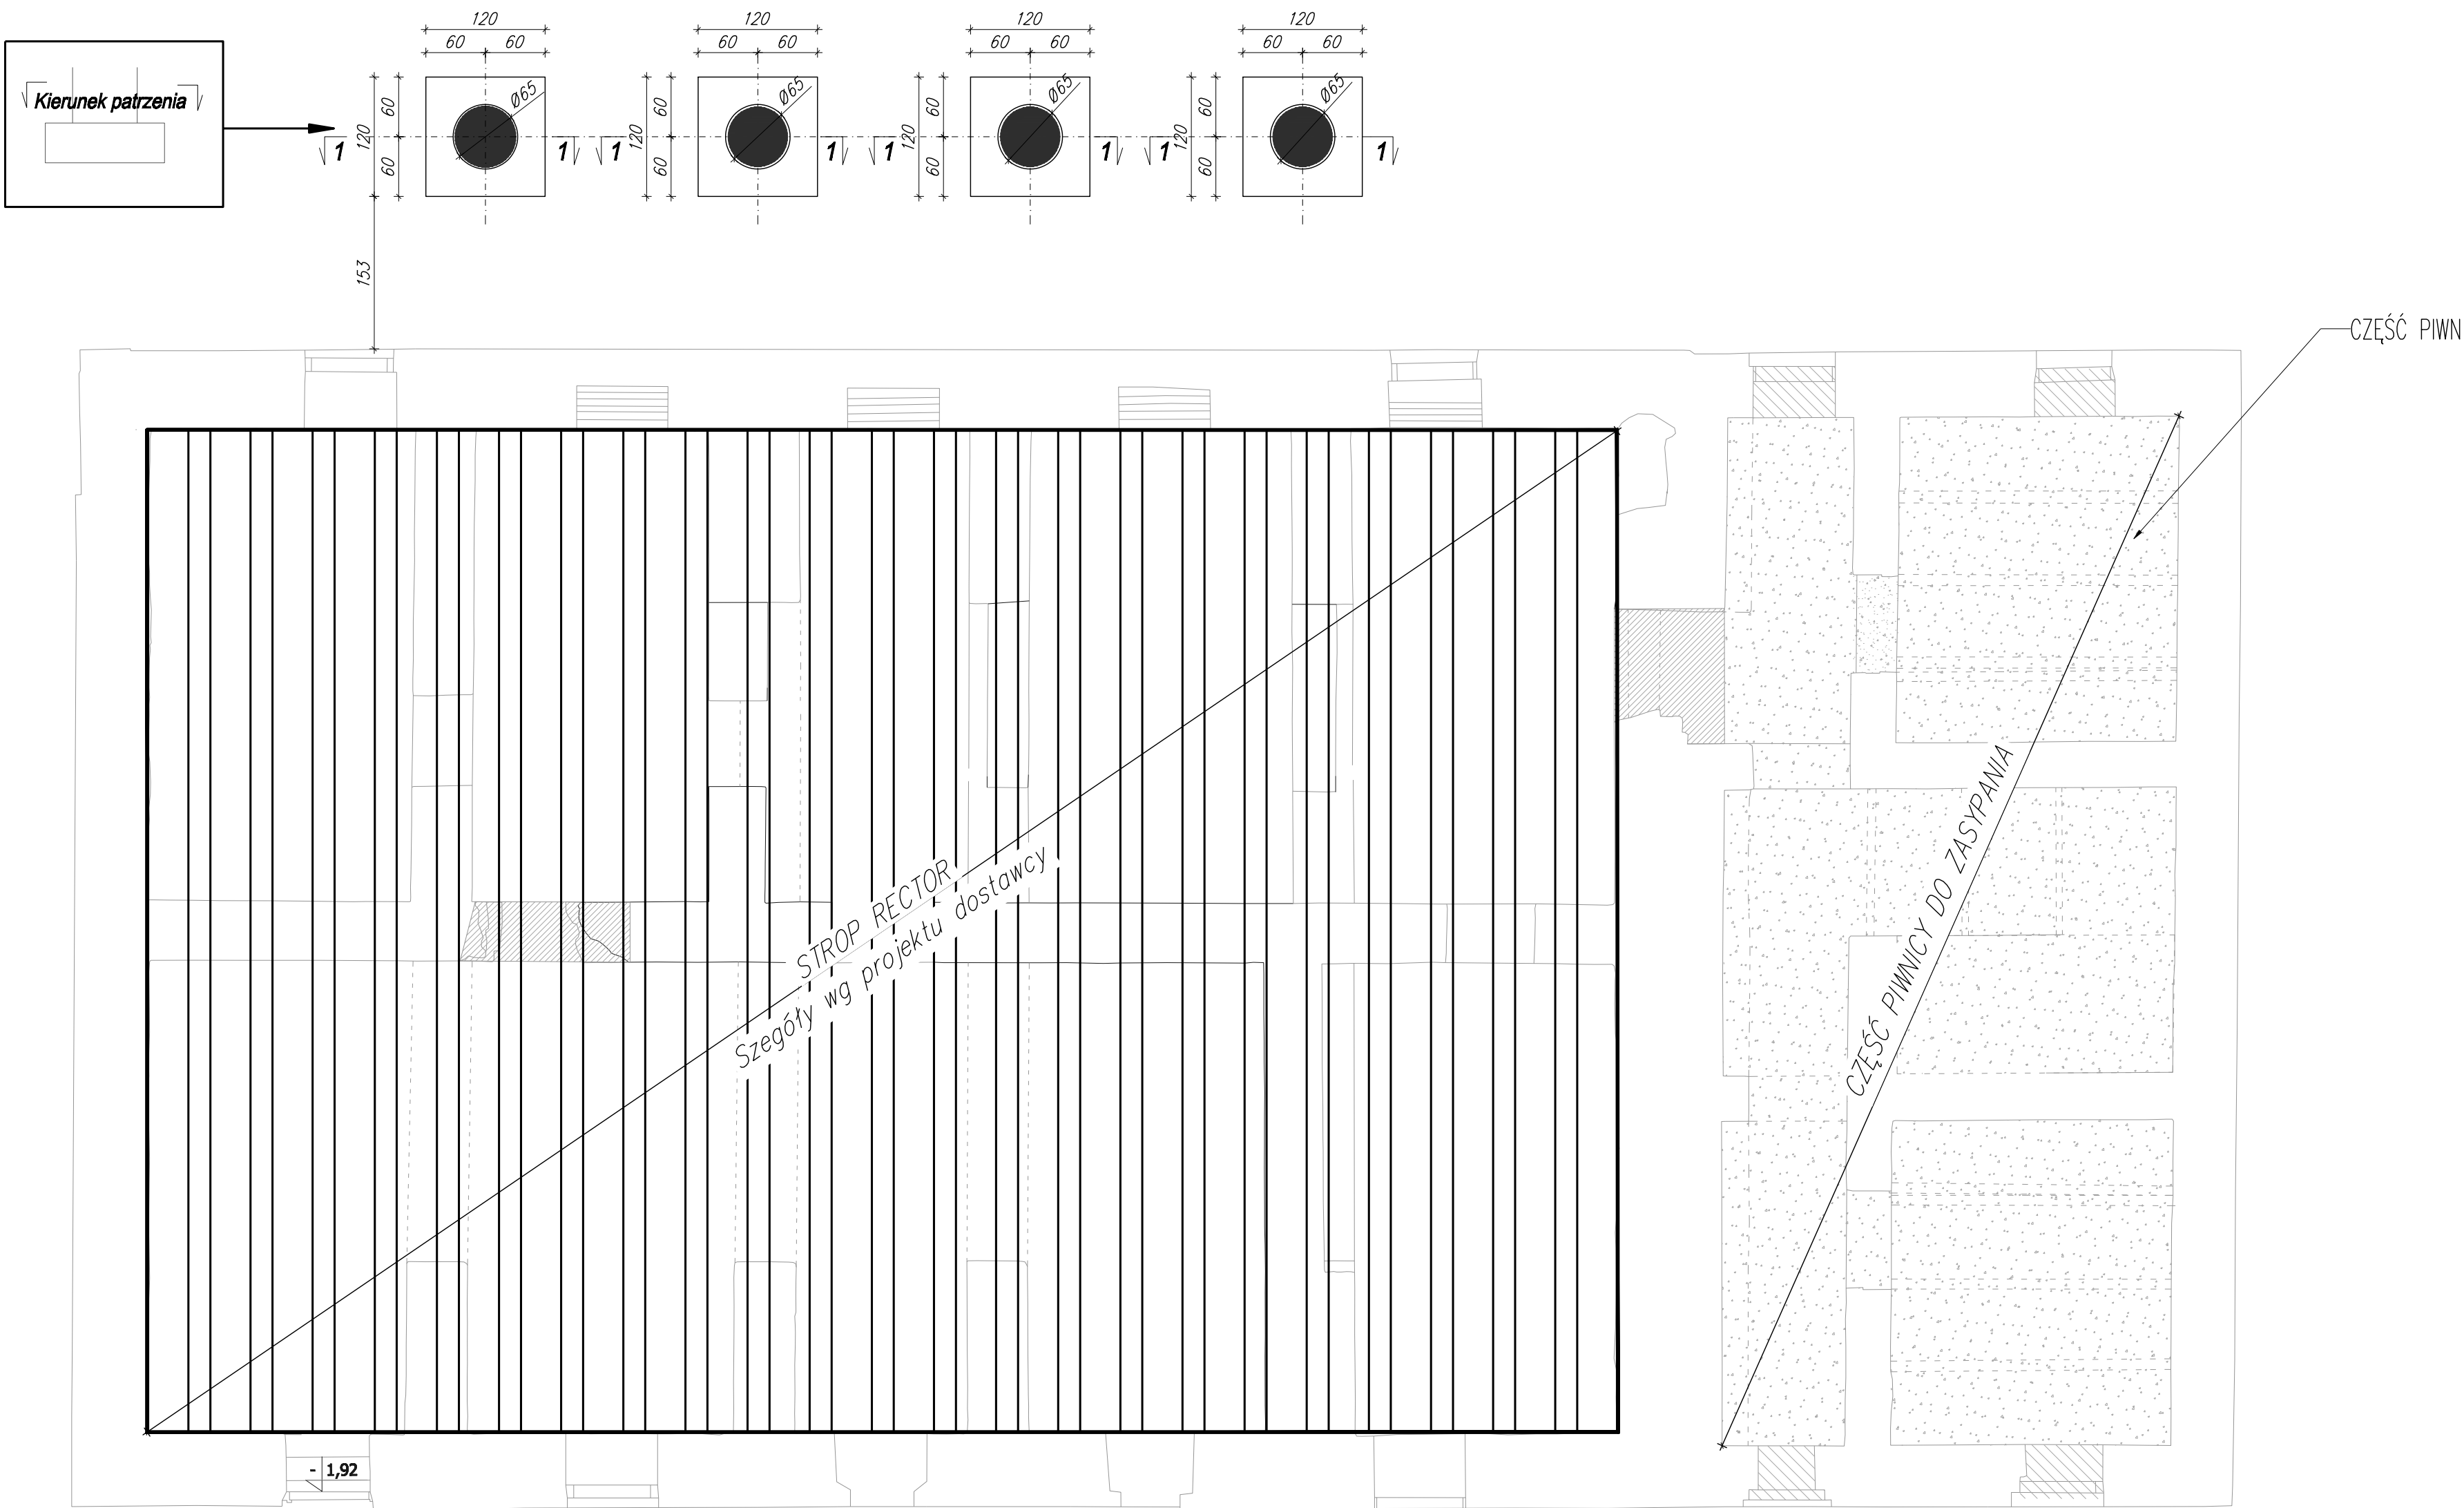 120
120
120
120
60 60
60 60
60 60
60 60
Kierunek patrzenia
Ø65
Ø65
Ø65
Ø65
60
120
60
60
120
60
60
120
60
60
120
60
1 1
1 1
1 1
1 1
153
CZĘŚĆ PIWN
STROP RECTOR
Szegóły wg projektu dostawcy
CZĘŚĆ PIWNICY DO ZASYPANIA
- 1,92